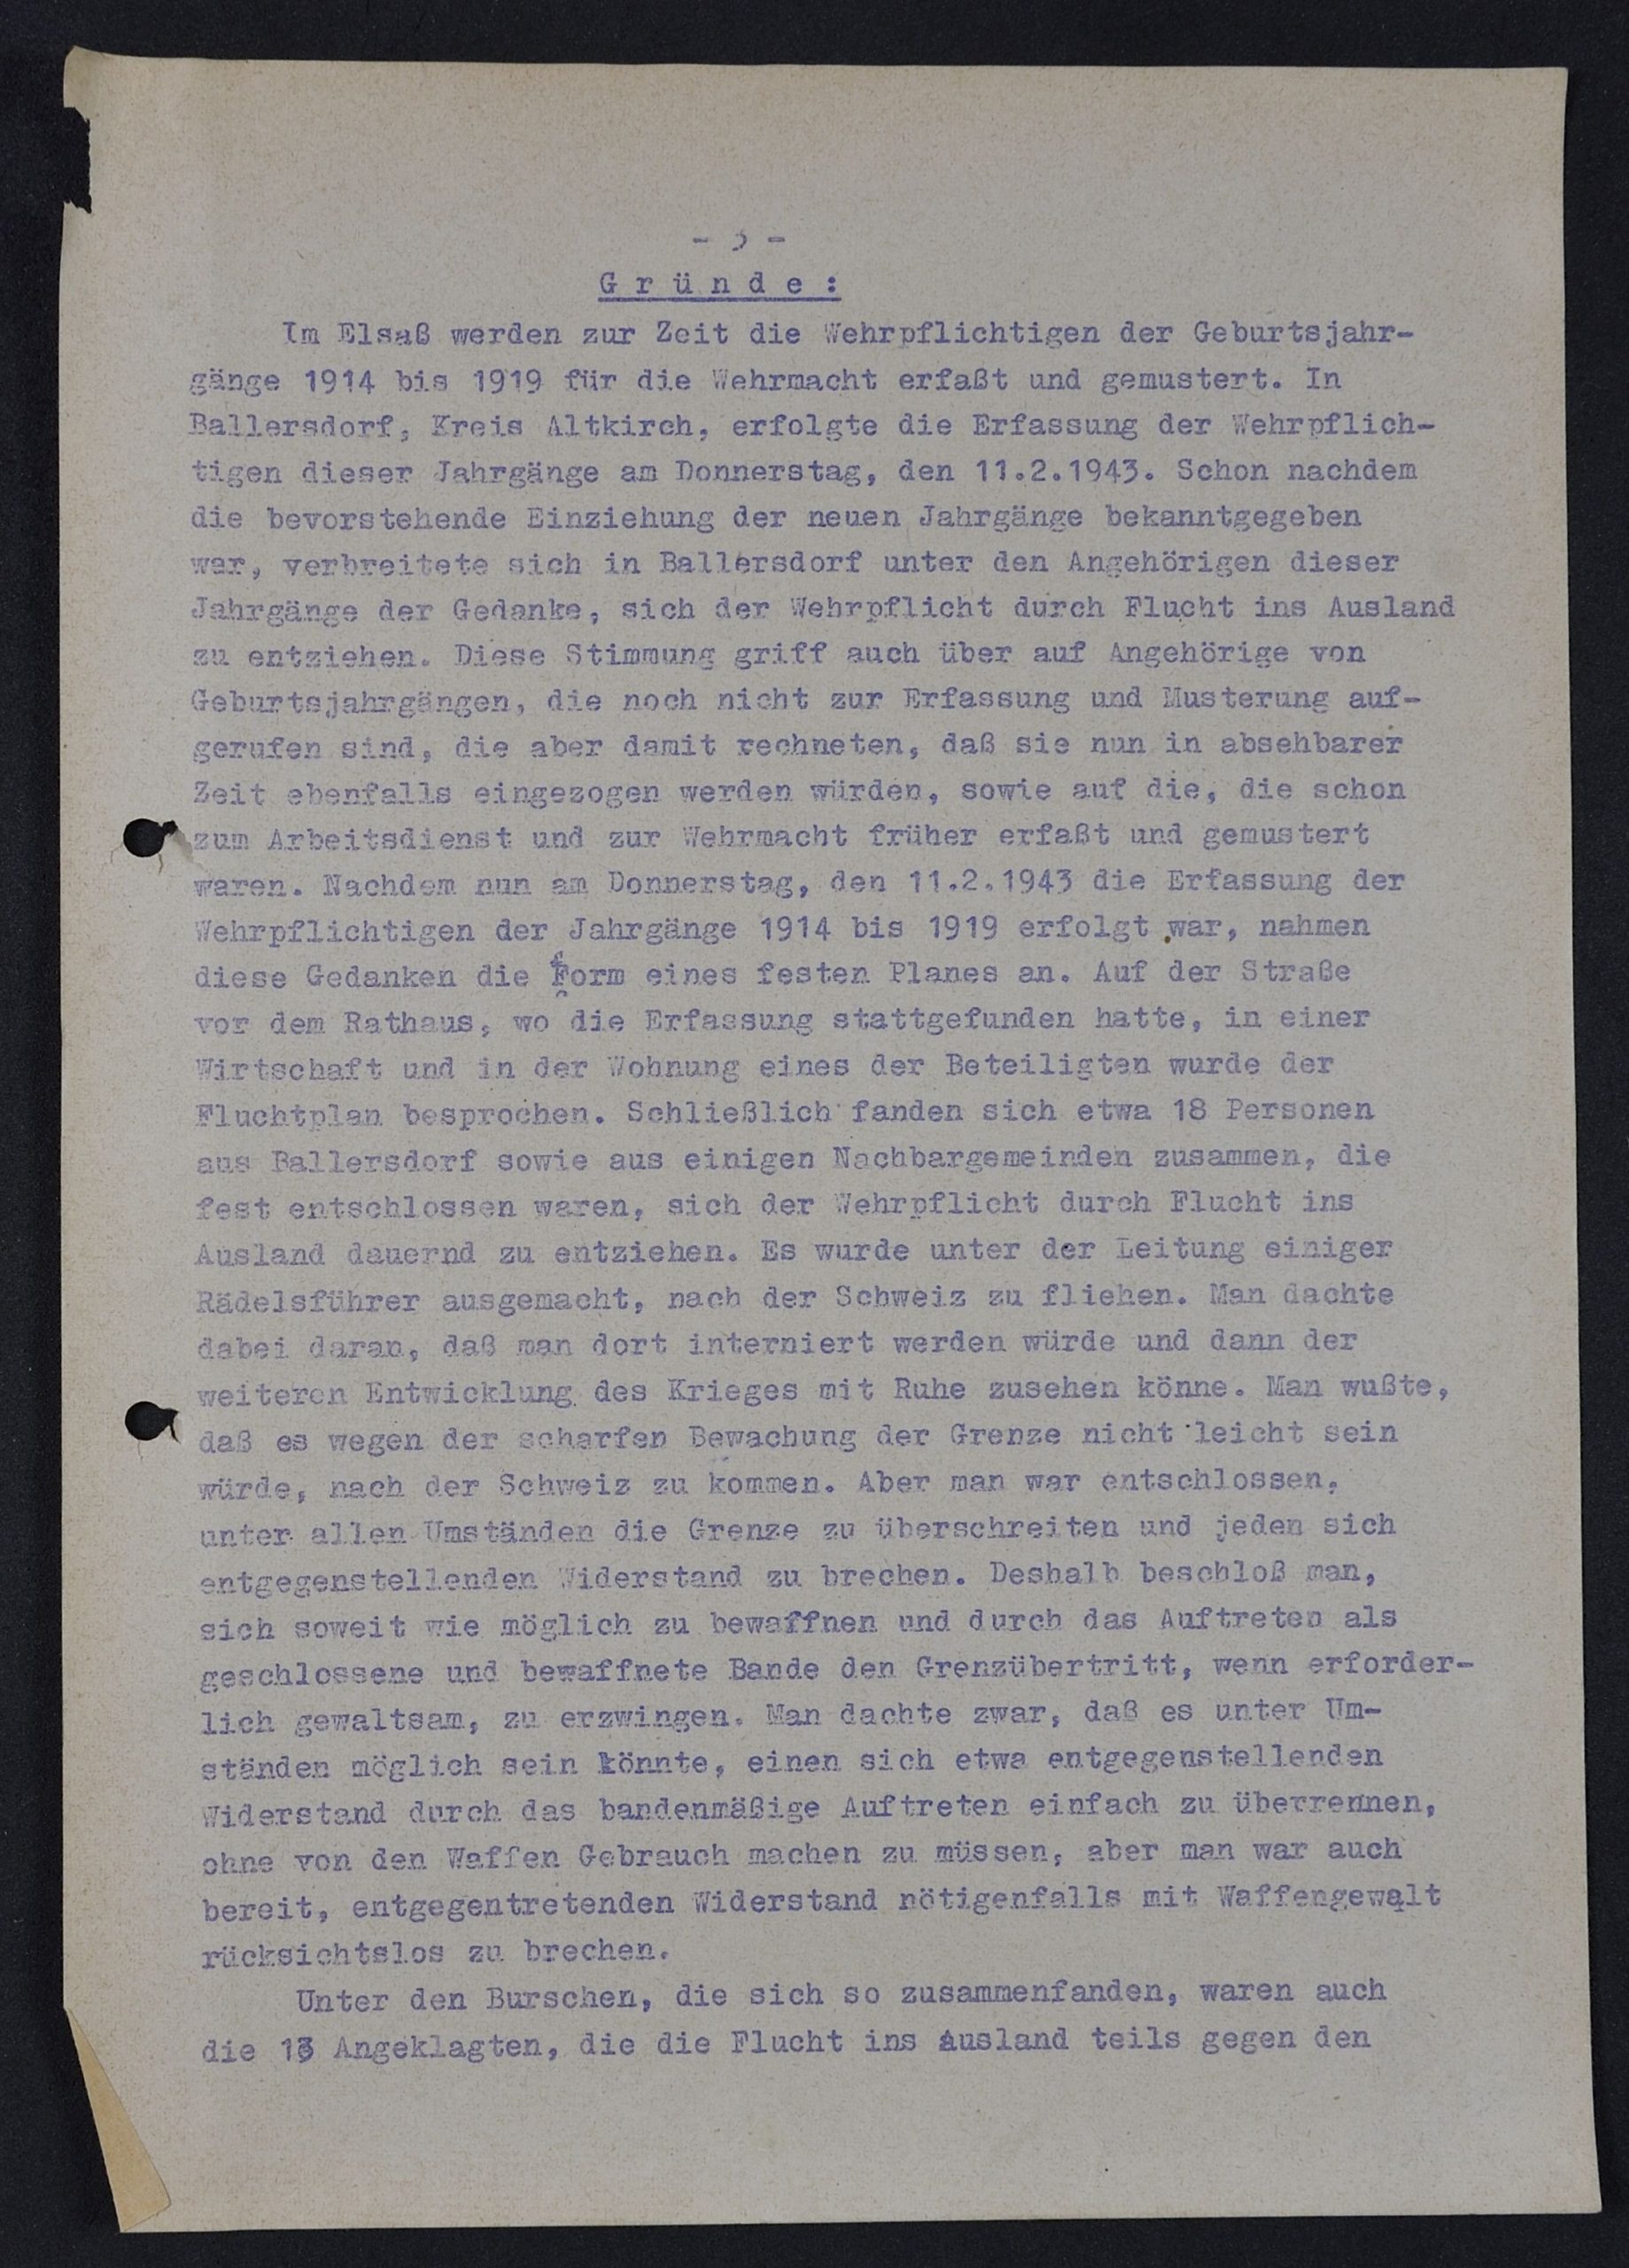 - 3 -
G r ü n d e :
Im Elsaß werden zur Zeit die Wehrpflichtigen der Geburtsjahr-
gänge 1914 bis 1919 für die Wehrmacht erfaßt und gemustert. In
Ballersdorf, Kreis Altkirch, erfolgte die Erfassung der Wehrpflich-
tigen dieser Jahrgänge am Donnerstag, den 11.2.1943. Schon nachdem
die bevorstehende Einziehung der neuen Jahrgänge bekanntgegeben
war, verbreitete sich in Ballersdorf unter den Angehörigen dieser
Jahrgänge der Gedanke, sich der Wehrpflicht durch Flucht ins Ausland
zu entziehen. Diese Stimmung griff auch über auf Angehörige von
Geburtsjahrgängen, die noch nicht zur Erfassung und Musterung auf-
gerufen sind, die aber damit rechneten, daß sie nun in absehbarer
Zeit ebenfalls eingezogen werden würden, sowie auf die, die schon
zum Arbeitsdienst und zur Wehrmacht früher erfaßt und gemustert
waren. Nachdem nun am Donnerstag, den 11.2.1943 die Erfassung der
Wehrpflichtigen der Jahrgänge 1914 bis 1919 erfolgt war, nahmen
diese Gedanken die Form eines festen Planes an. Auf der Straße
vor dem Rathaus, wo die Erfassung stattgefunden hatte, in einer
Wirtschaft und in der Wohnung eines der Beteiligten wurde der
Fluchtplan besprochen. Schließlich fanden sich etwa 18 Personen
aus Ballersdorf sowie aus einigen Nachbargemeinden zusammen, die
fest entschlossen waren, sich der Wehrpflicht durch Flucht ins
Ausland dauernd zu entziehen. Es wurde unter der Leitung einiger
Rädelsführer ausgemacht, nach der Schweiz zu fliehen. Man dachte
dabei daran, daß man dort interniert werden würde und dann der
weiteren Entwicklung des Krieges mit Ruhe zusehen könne. Man wußte,
daß es wegen der scharfen Bewachung der Grenze nicht leicht sein
würde, nach der Schweiz zu kommen. Aber man war entschlossen,
unter allen Umständen die Grenze zu überschreiten und jeden sich
entgegenstellenden Widerstand zu brechen. Deshalb beschloß man,
sich soweit wie möglich zu bewaffnen und durch das Auftreten als
geschlossene und bewaffnete Bande den Grenzübertritt, wenn erforder-
lich gewaltsam, zu erzwingen. Man dachte zwar, daß es unter Um-
ständen möglich sein könnte, einen sich etwa entgegenstellenden
Widerstand durch das bandenmäßige Auftreten einfach zu überrennen,
ohne von den Waffen Gebrauch machen zu müssen, aber man war auch
bereit, entgegentretenden Widerstand nötigenfalls mit Waffengewalt
rücksichtslos zu brechen.
Unter den Burschen, die sich so zusammenfanden, waren auch
die 13 Angeklagten, die die Flucht ins Ausland teils gegen den